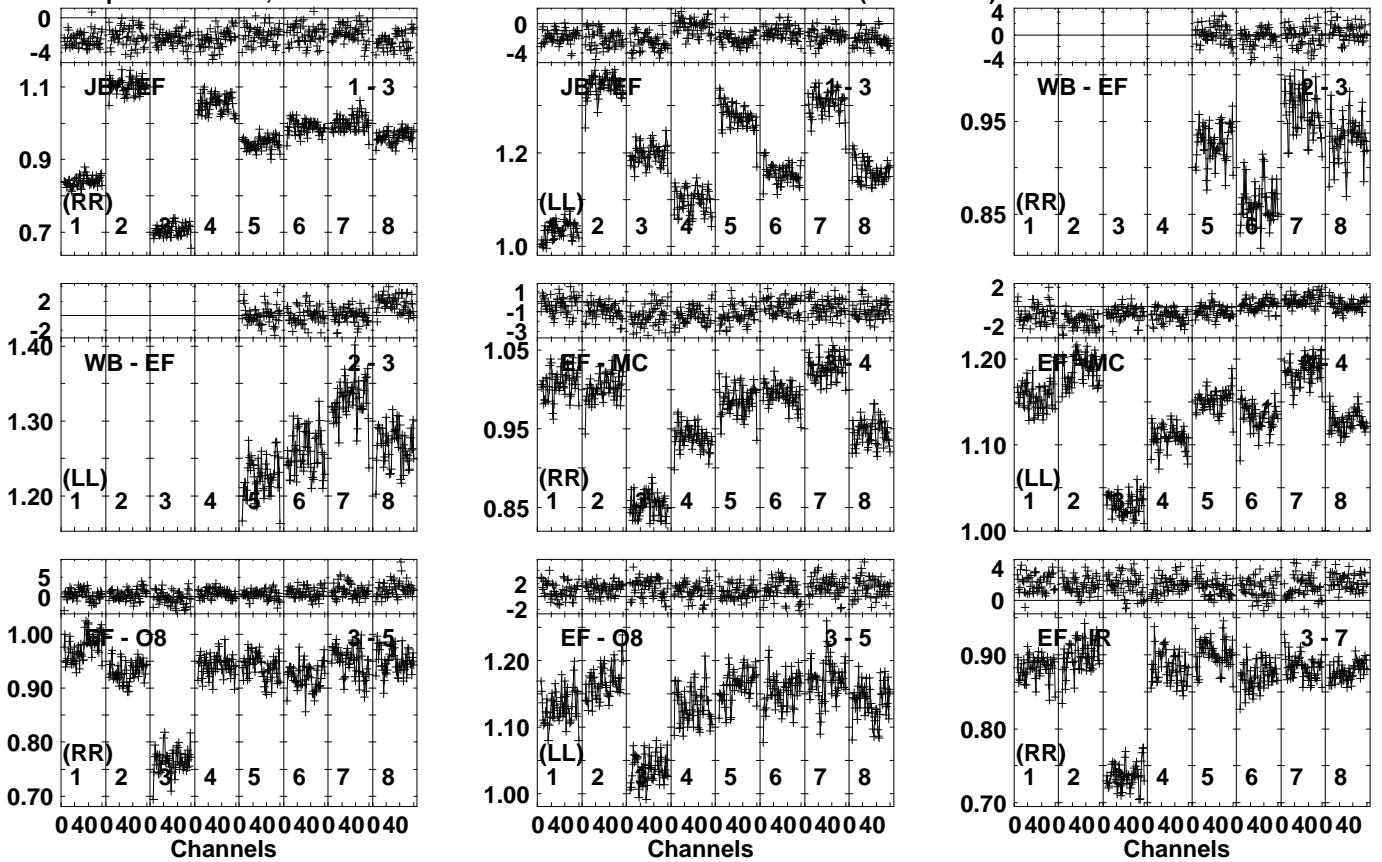 0
-4
JB - EF 1 - 3
1.1
0.9
0.7
(RR)
1 2 3 4 5 6 7 8
0
-4
JB - EF 1 - 3
1.2
1.0
(LL)
1 2 3 4 5 6 7 8
4
0
-4
WB - EF 2 - 3
0.95
0.85
(RR)
1 2 3 4 5 6 7 8
2
-2
1.40
1.30
1.20
WB - EF 2 - 3
(LL)
1 2 3 4 5 6 7 8
1
-1
-3
1.05
0.95
0.85
EF - MC 3 - 4
(RR)
1 2 3 4 5 6 7 8
2
-2
1.20
1.10
1.00
EF - MC 3 - 4
(LL)
1 2 3 4 5 6 7 8
5
0
1.00
0.90
0.80
0.70
EF - O8 3 - 5
(RR)
1 2 3 4 5 6 7 8
0 40 0 40 0 40 0 40 0 40 0 40 0 40 0 40
Channels
2
-2
1.20
1.10
1.00
EF - O8 3 - 5
(LL)
1 2 3 4 5 6 7 8
0 40 0 40 0 40 0 40 0 40 0 40 0 40 0 40
Channels
4
0
0.90
0.80
0.70
EF - IR 3 - 7
(RR)
1 2 3 4 5 6 7 8
0 40 0 40 0 40 0 40 0 40 0 40 0 40 0 40
Channels